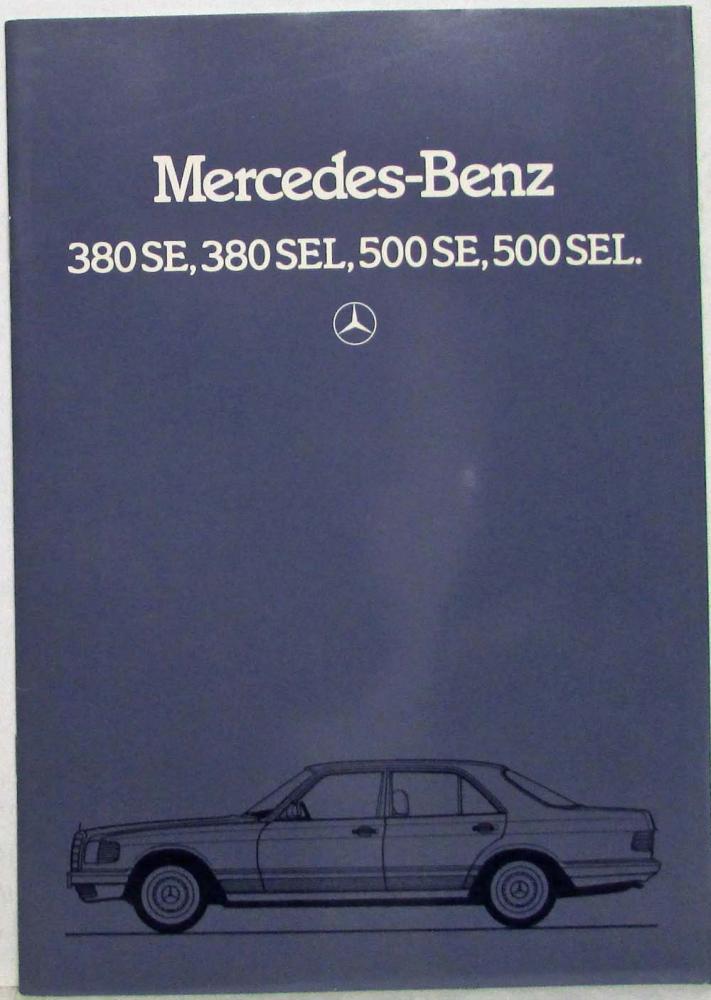 Mercedes-Benz
380 SE, 380 SEL, 500 SE, 500 SEL.